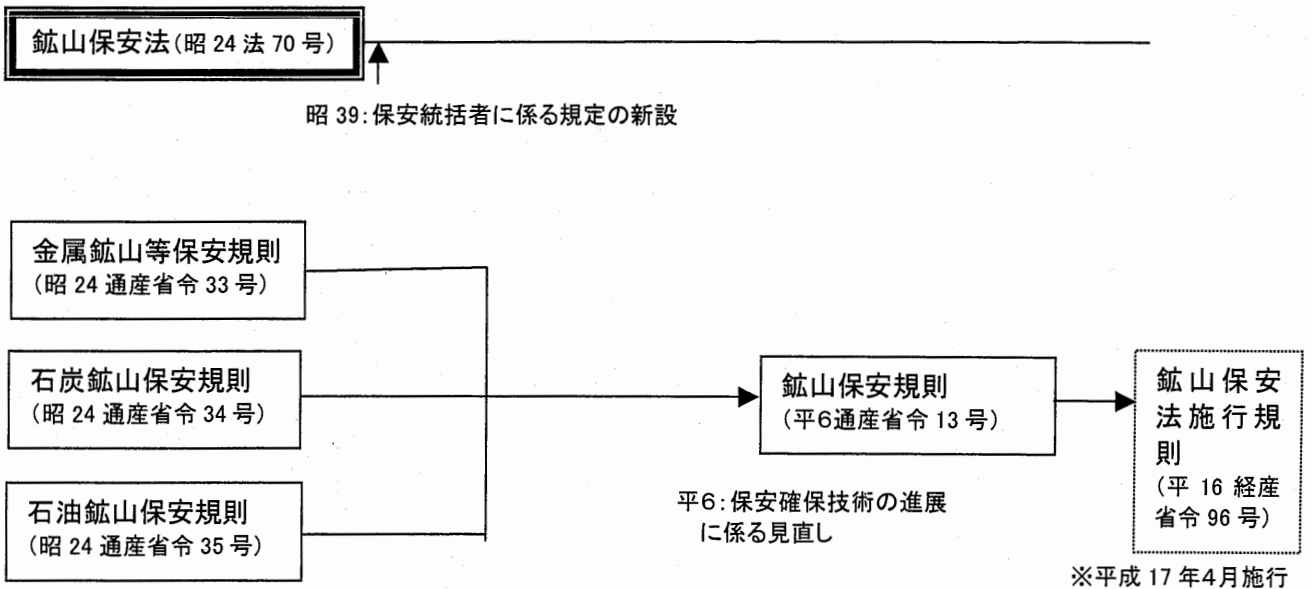 鉱山保安法(昭 24 法 70 号)
昭 39:保安統括者に係る規定の新設
金属鉱山等保安規則
(昭 24 通産省令 33 号)
石炭鉱山保安規則
(昭 24 通産省令 34 号)
石油鉱山保安規則
(昭 24 通産省令 35 号)
鉱山保安規則
(平6通産省令 13 号)
平6:保安確保技術の進展
に係る見直し
鉱山保安
法施行規
則
(平 16 経産
省令 96 号)
※平成 17 年4月施行